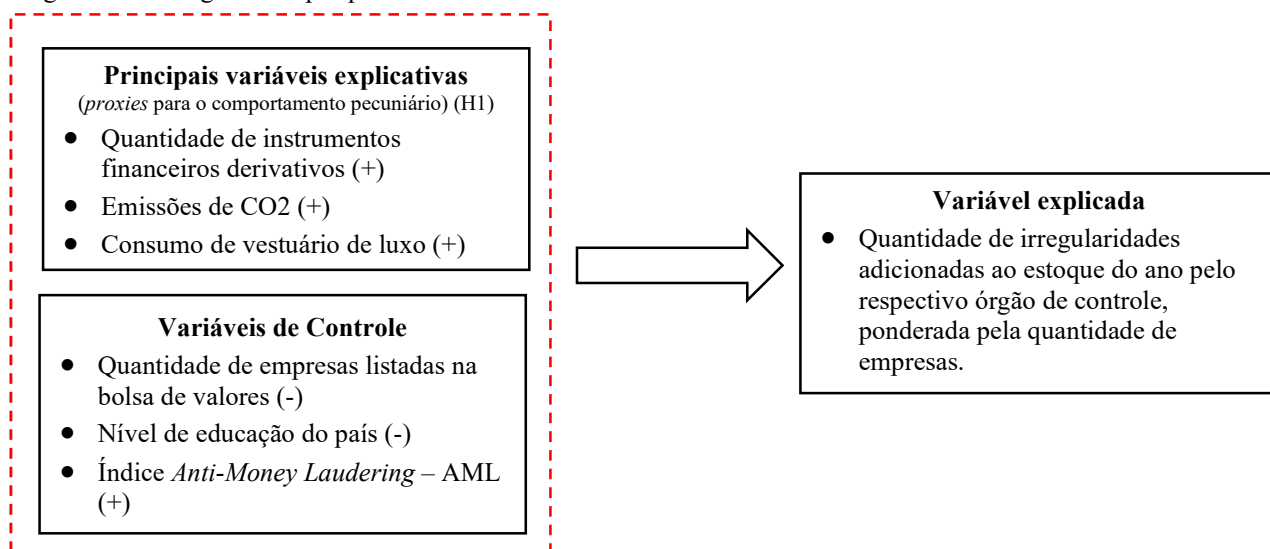 Principais variáveis explicativas
(proxies para o comportamento pecuniário) (H1)
● Quantidade de instrumentos
financeiros derivativos (+)
● Emissões de CO2 (+)
● Consumo de vestuário de luxo (+)
Variáveis de Controle
● Quantidade de empresas listadas na
bolsa de valores (-)
● Nível de educação do país (-)
● Índice Anti-Money Laudering – AML
(+)
Variável explicada
● Quantidade de irregularidades
adicionadas ao estoque do ano pelo
respectivo órgão de controle,
ponderada pela quantidade de
empresas.